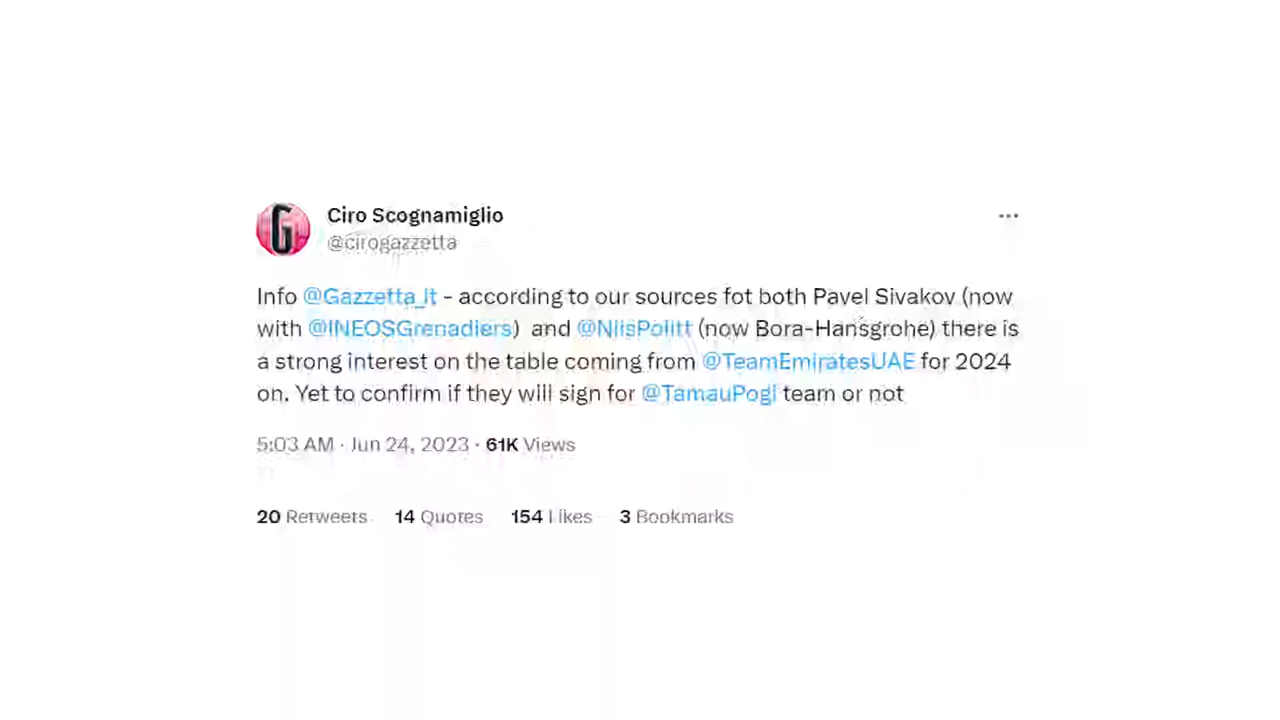 Ciro Scognamiglio
@cirogazzetta
Info @Gazzetta_it - according to our sources fot both Pavel Sivakov (now
with @INEOSGrenadiers)  and @NilsPolitt (now Bora-Hansgrohe) there is
a strong interest on the table coming from @TeamEmiratesUAE for 2024
on. Yet to confirm if they will sign for @TamauPogi team or not
5:03 AM · Jun 24, 2023 · 61K Views
20 Retweets 14 Quotes 154 Likes 3 Bookmarks